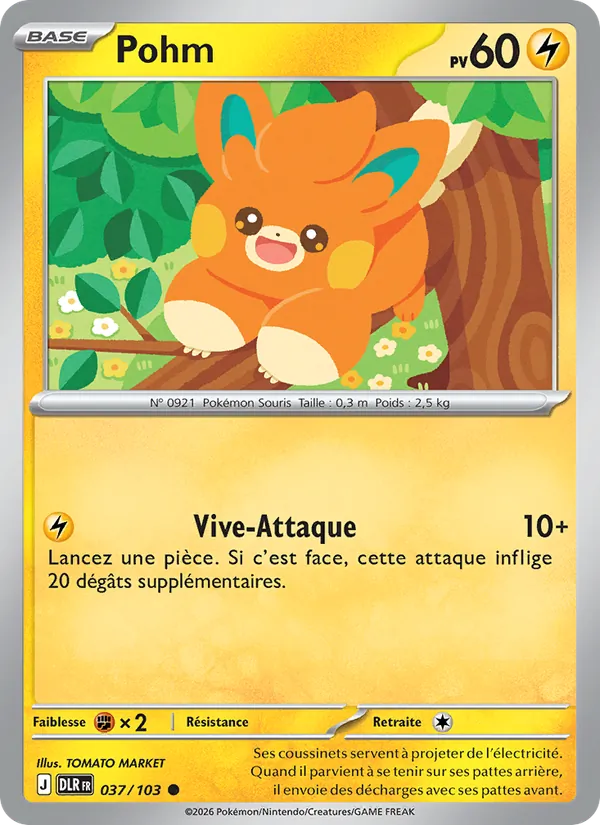 BASE
Pohm
PV 60
N° 0921 Pokémon Souris Taille : 0,3 m Poids : 2,5 kg
Vive-Attaque 10+
Lancez une pièce. Si c'est face, cette attaque inflige
20 dégâts supplémentaires.
Faiblesse ×2 Résistance Retraite
Illus. TOMATO MARKET
Ses coussinets servent à projeter de l'électricité.
Quand il parvient à se tenir sur ses pattes arrière,
il envoie des décharges avec ses pattes avant.
J DLR FR 037/103
©2026 Pokémon/Nintendo/Creatures/GAME FREAK